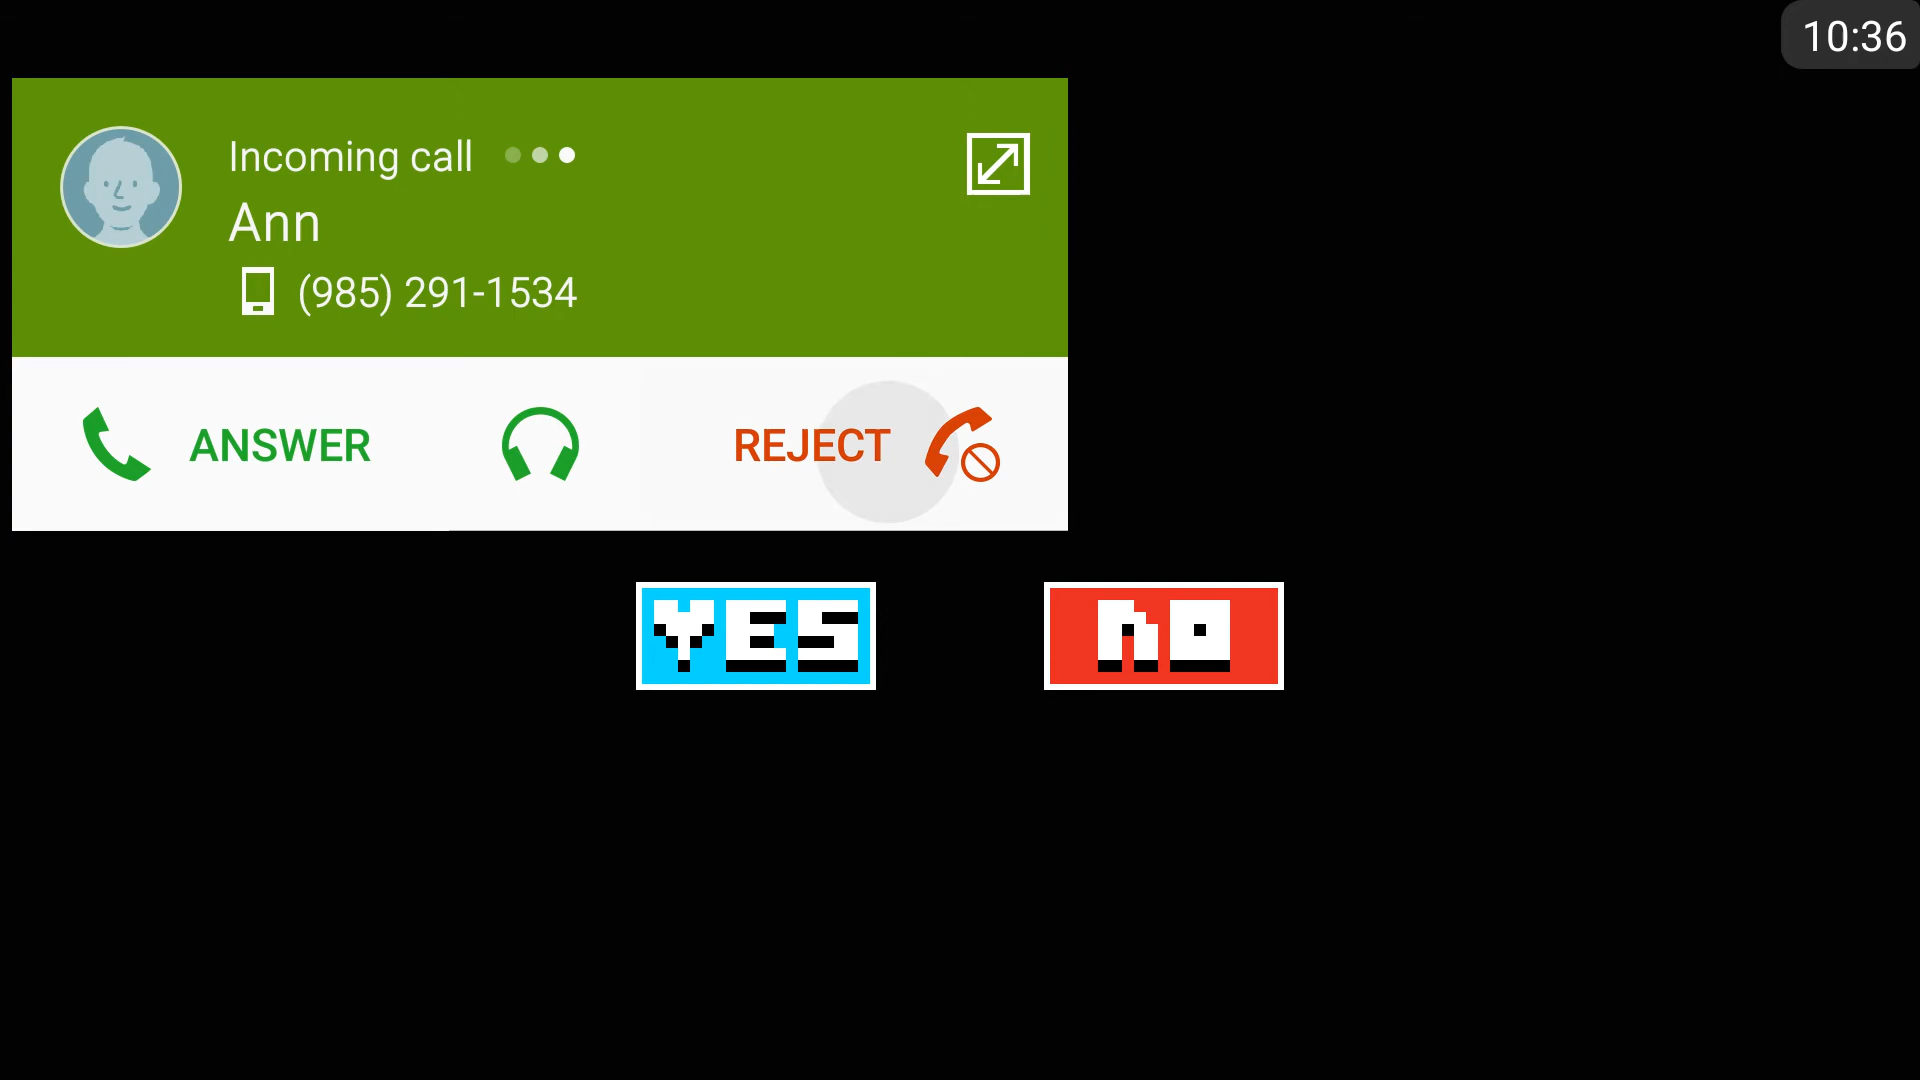 10:36
Incoming call
Ann
(985) 291-1534
ANSWER
REJECT
YES
NO